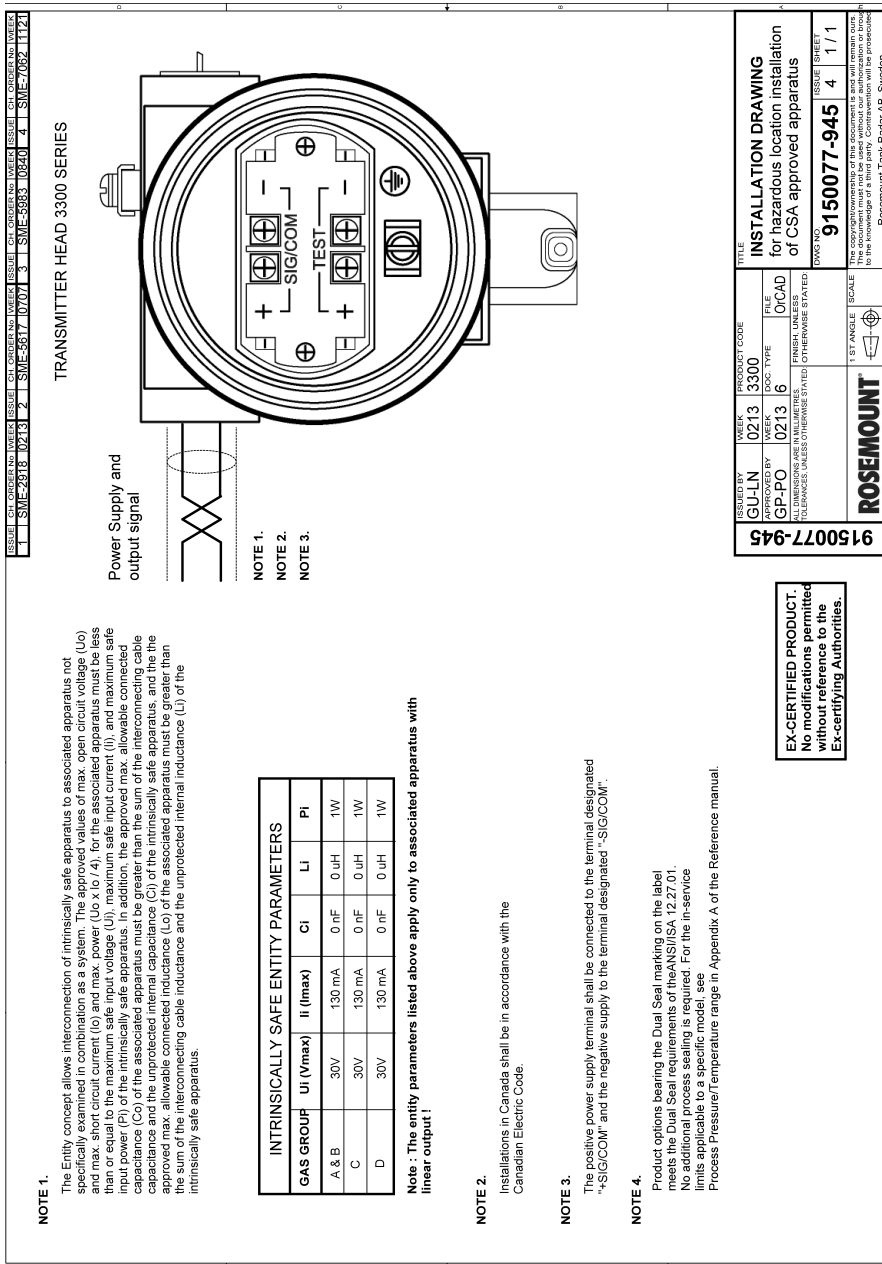 ISSUE CH. ORDER No WEEK ISSUE CH. ORDER No WEEK ISSUE CH. ORDER No WEEK ISSUE CH. ORDER No WEEK
1 SME-2918 0213 2 SME-5617 0707 3 SME-5983 0840 4 SME-7062 1121
D
C
B
A
TRANSMITTER HEAD 3300 SERIES
Power Supply and
output signal
+ SIG/COM -
+ TEST -
NOTE 1.
NOTE 2.
NOTE 3.
NOTE 1.
The Entity concept allows interconnection of intrinsically safe apparatus to associated apparatus not
specifically examined in combination as a system. The approved values of max. open circuit voltage (Uo)
and max. short circuit current (Io) and max. power (Uo x Io / 4), for the associated apparatus must be less
than or equal to the maximum safe input voltage (Ui), maximum safe input current (Ii), and maximum safe
input power (Pi) of the intrinsically safe apparatus. In addition, the approved max. allowable connected
capacitance (Co) of the associated apparatus must be greater than the sum of the interconnecting cable
capacitance and the unprotected internal capacitance (Ci) of the intrinsically safe apparatus, and the the
approved max. allowable connected inductance (Lo) of the associated apparatus must be greater than
the sum of the interconnecting cable inductance and the unprotected internal inductance (Li) of the
intrinsically safe apparatus.
INTRINSICALLY SAFE ENTITY PARAMETERS
GAS GROUP Ui (Vmax) Ii (Imax) Ci Li Pi
A & B 30V 130 mA 0 nF 0 uH 1W
C 30V 130 mA 0 nF 0 uH 1W
D 30V 130 mA 0 nF 0 uH 1W
Note : The entity parameters listed above apply only to associated apparatus with
linear output !
NOTE 2.
Installations in Canada shall be in accordance with the
Canadian Electric Code.
NOTE 3.
The positive power supply terminal shall be connected to the terminal designated
"+SIG/COM" and the negative supply to the terminal designated "-SIG/COM".
NOTE 4.
Product options bearing the Dual Seal marking on the label
meets the Dual Seal requirements of theANSI/ISA 12.27.01.
No additional process sealing is required. For the in-service
limits applicable to a specific model, see
Process Pressure/Temperature range in Appendix A of the Reference manual.
EX-CERTIFIED PRODUCT.
No modifications permitted
without reference to the
Ex-certifying Authorities.
9150077-945
ISSUED BY WEEK PRODUCT CODE
GU-LN 0213 3300
APPROVED BY WEEK DOC. TYPE FILE
GP-PO 0213 6 OrCAD
ALL DIMENSIONS ARE IN MILLIMETRES.
TOLERANCES, UNLESS OTHERWISE STATED:
FINISH, UNLESS
OTHERWISE STATED:
ROSEMOUNT®
1 ST ANGLE SCALE
TITLE
INSTALLATION DRAWING
for hazardous location installation
of CSA approved apparatus
DWG NO. ISSUE SHEET
9150077-945 4 1 / 1
The copyright/ownership of this document is and will remain ours.
The document must not be used without our authorization or brough
to the knowledge of a third party. Contravention will be prosecuted
Rosemount Tank Radar AB, Sweden